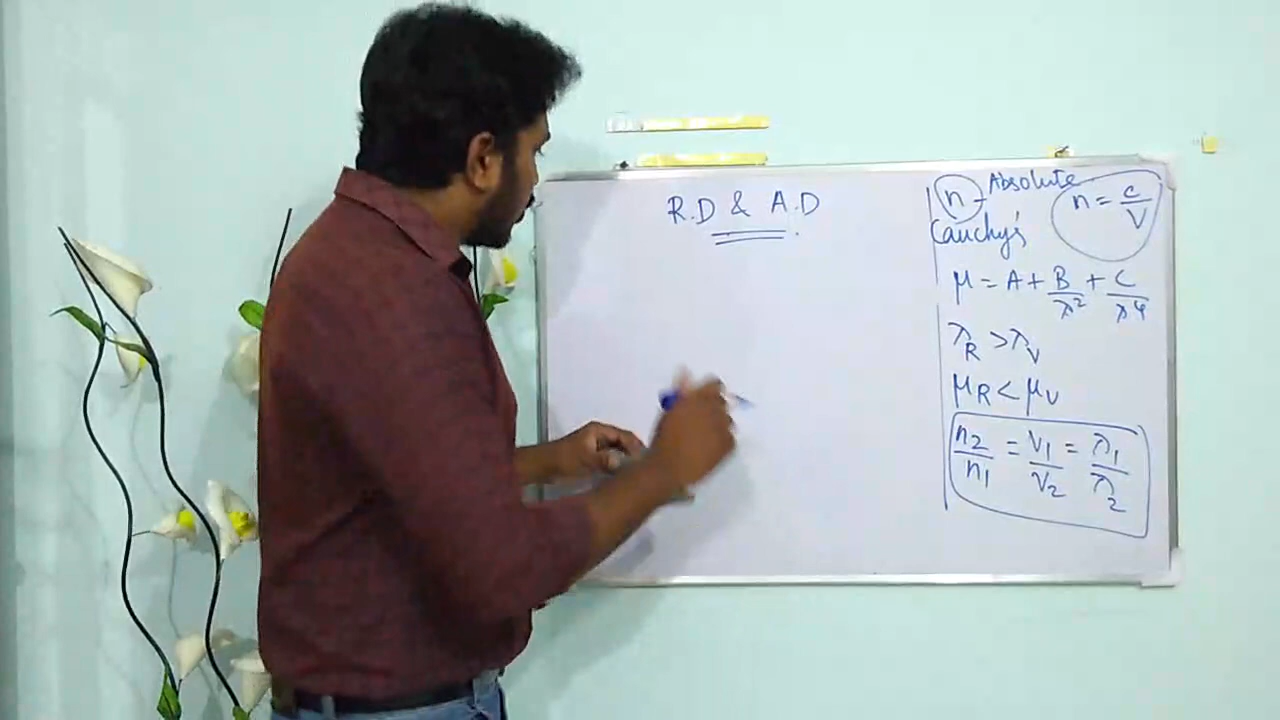 R.D & A.D
n - Absolute
n = c/v
Cauchy's
μ = A + B/λ² + C/λ⁴
λR > λV
μR < μV
n2/n1 = v1/v2 = λ1/λ2